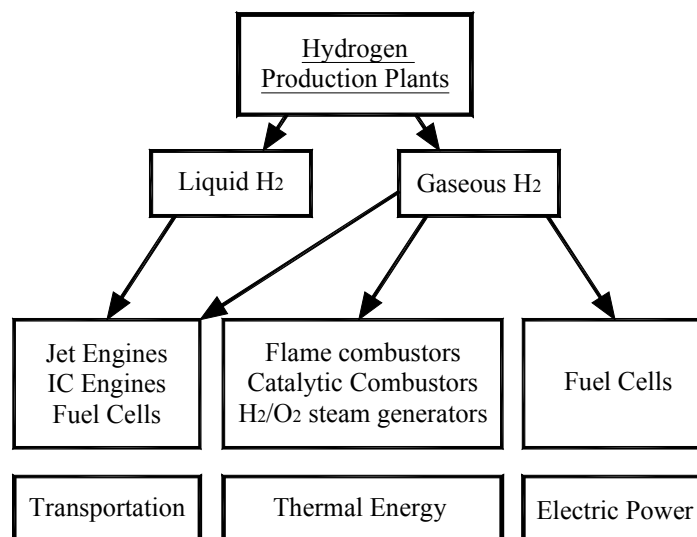 Hydrogen
Production Plants
Liquid H2
Gaseous H2
Jet Engines
IC Engines
Fuel Cells
Flame combustors
Catalytic Combustors
H2/O2 steam generators
Fuel Cells
Transportation
Thermal Energy
Electric Power